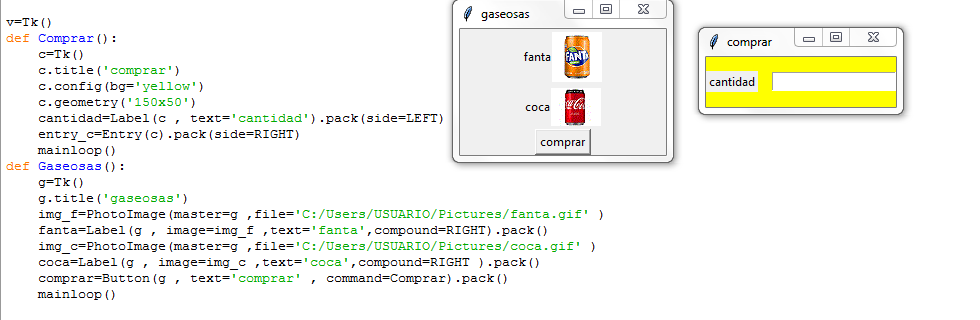 v=Tk()
def Comprar():
    c=Tk()
    c.title('comprar')
    c.config(bg='yellow')
    c.geometry('150x50')
    cantidad=Label(c , text='cantidad').pack(side=LEFT)
    entry_c=Entry(c).pack(side=RIGHT)
    mainloop()
def Gaseosas():
    g=Tk()
    g.title('gaseosas')
    img_f=PhotoImage(master=g ,file='C:/Users/USUARIO/Pictures/fanta.gif' )
    fanta=Label(g , image=img_f ,text='fanta',compound=RIGHT).pack()
    img_c=PhotoImage(master=g ,file='C:/Users/USUARIO/Pictures/coca.gif' )
    coca=Label(g , image=img_c ,text='coca',compound=RIGHT ).pack()
    comprar=Button(g , text='comprar' , command=Comprar).pack()
    mainloop()
gaseosas
fanta
FANTA
coca
Coca-Cola
comprar
comprar
cantidad